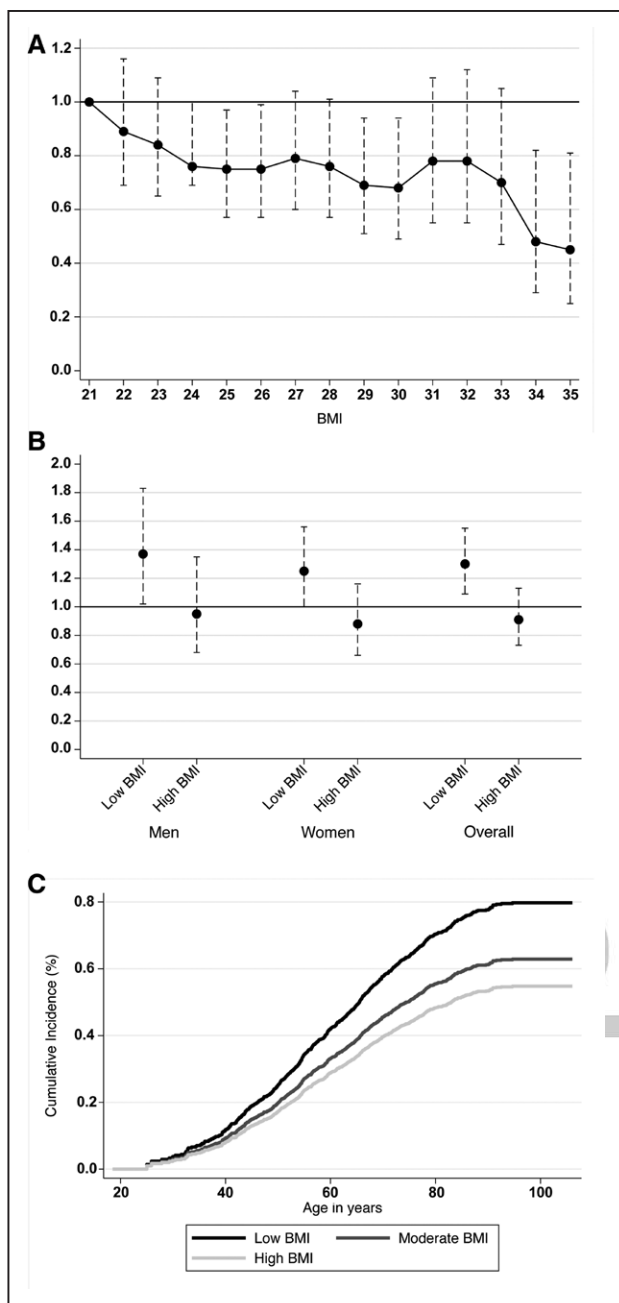 A
1.2
1.0
0.8
0.6
0.4
0.2
0.0
21 22 23 24 25 26 27 28 29 30 31 32 33 34 35
BMI
B
2.0
1.8
1.6
1.4
1.2
1.0
0.8
0.6
0.4
0.2
0.0
Low BMI High BMI Low BMI High BMI Low BMI High BMI
Men Women Overall
C
0.8
0.6
0.4
0.2
0.0
Cumulative Incidence (%)
20 40 60 80 100
Age in years
Low BMI Moderate BMI
High BMI